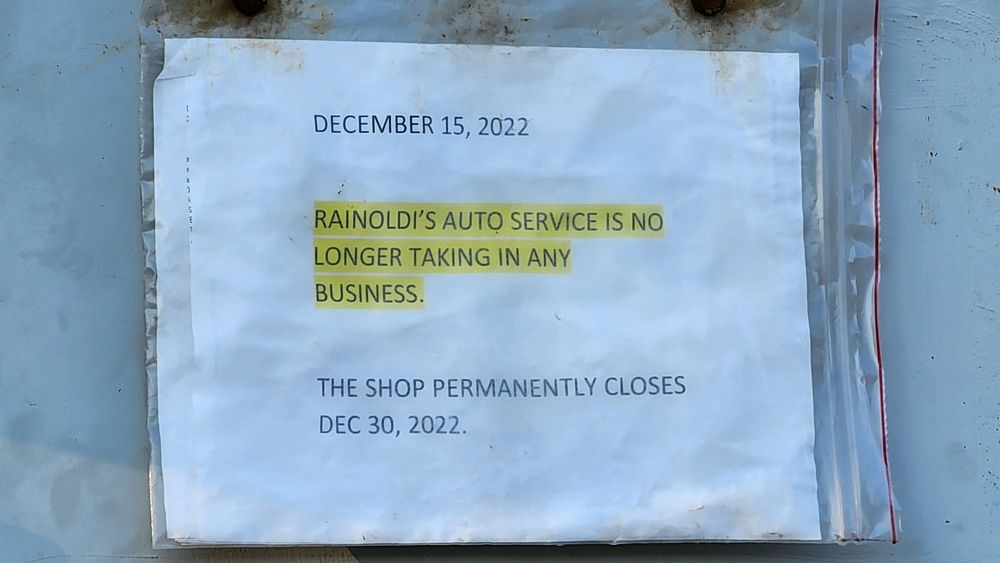 DECEMBER 15, 2022
RAINOLDI'S AUTO SERVICE IS NO
LONGER TAKING IN ANY
BUSINESS.
THE SHOP PERMANENTLY CLOSES
DEC 30, 2022.